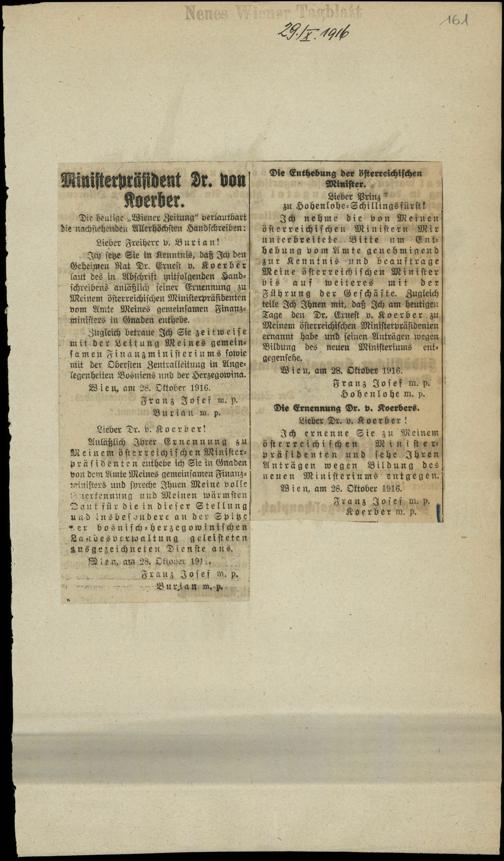 Neues Wiener Tagblatt
161
29./X. 1916
Ministerpräsident Dr. von
Koerber.
Die heutige „Wiener Zeitung" verlautbart
die nachstehenden Allerhöchsten Handschreiben:
Lieber Freiherr v. Burian!
Ich setze Sie in Kenntnis, daß Ich den
Geheimen Rat Dr. Ernest v. Koerber
laut des in Abschrift mitfolgenden Hand-
schreibens anläßlich seiner Ernennung zu
Meinem österreichischen Ministerpräsidenten
vom Amte Meines gemeinsamen Finanz-
ministers in Gnaden enthebe.
Zugleich betraue Ich Sie zeitweise
mit der Leitung Meines gemein-
samen Finanzministeriums sowie
mit der Obersten Zentralleitung in Ange-
legenheiten Bosniens und der Herzegowina.
Wien, am 28. Oktober 1916.
Franz Josef m. p.
Burian m. p.
Lieber Dr. v. Koerber!
Anläßlich Ihrer Ernennung zu
Meinem österreichischen Minister-
präsidenten enthebe ich Sie in Gnaden
von dem Amte Meines gemeinsamen Finanz-
ministers und spreche Ihnen Meine volle
Anerkennung und Meinen wärmsten
Dank für die in dieser Stellung
und insbesondere an der Spitze
der bosnisch-herzegowinischen
Landesverwaltung geleisteten
ausgezeichneten Dienste aus.
Wien, am 28. Oktober 191
Franz Josef m. p.
Burian m. p.
Die Enthebung der österreichischen
Minister.
Lieber Prinz
zu Hohenlohe-Schillingsfürst!
Ich nehme die von Meinen
österreichischen Ministern Mir
unterbreitete Bitte um Ent-
hebung vom Amte genehmigend
zur Kenntnis und beauftrage
Meine österreichischen Minister
bis auf weiteres mit der
Führung der Geschäfte. Zugleich
teile Ich Ihnen mit, daß Ich am heutigen
Tage den Dr. Ernest v. Koerber zu
Meinem österreichischen Ministerpräsidenten
ernannt habe und seinen Anträgen wegen
Bildung des neuen Ministeriums ent-
gegensehe.
Wien, am 28. Oktober 1916.
Franz Josef m. p.
Hohenlohe m. p.
Die Ernennung Dr. v. Koerbers.
Lieber Dr. v. Koerber!
Ich ernenne Sie zu Meinem
österreichischen Minister-
präsidenten und sehe Ihren
Anträgen wegen Bildung des
neuen Ministeriums entgegen.
Wien, am 28. Oktober 1916.
Franz Josef m. p.
Koerber m. p.